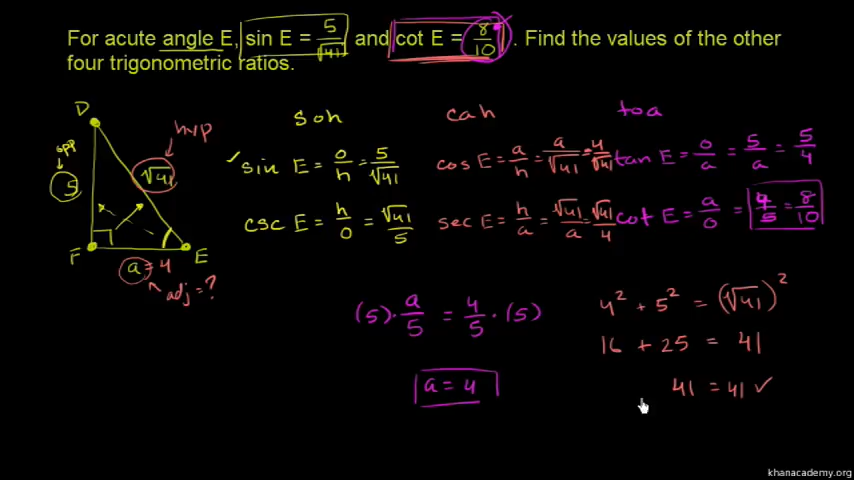 For acute angle E, sin E = 5/√41 and cot E = 8/10. Find the values of the other
four trigonometric ratios.
D
soh cah toa
hyp
opp
5
√41
sin E = o/h = 5/√41
cos E = a/h = a/√41 = 4/√41
tan E = o/a = 5/a = 5/4
csc E = h/o = √41/5
sec E = h/a = √41/a = √41/4
cot E = a/o = 4/5 = 8/10
F E
a = 4
adj = ?
(5) · a/5 = 4/5 · (5)
a = 4
4² + 5² = (√41)²
16 + 25 = 41
41 = 41 ✓
khanacademy.org